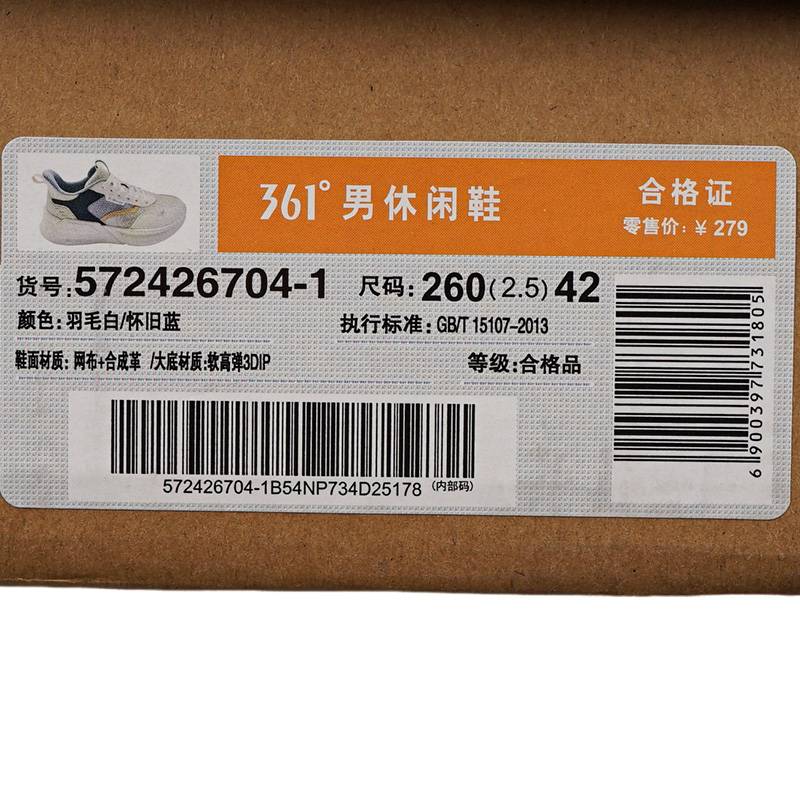 361° 男休闲鞋
合格证
零售价: ¥ 279
货号:572426704-1 尺码: 260(2.5) 42
颜色: 羽毛白/怀旧蓝 执行标准: GB/T 15107-2013
鞋面材质: 网布+合成革 /大底材质:软高弹3DIP 等级:合格品
572426704-1B54NP734D25178 (内部码)
6900397731805